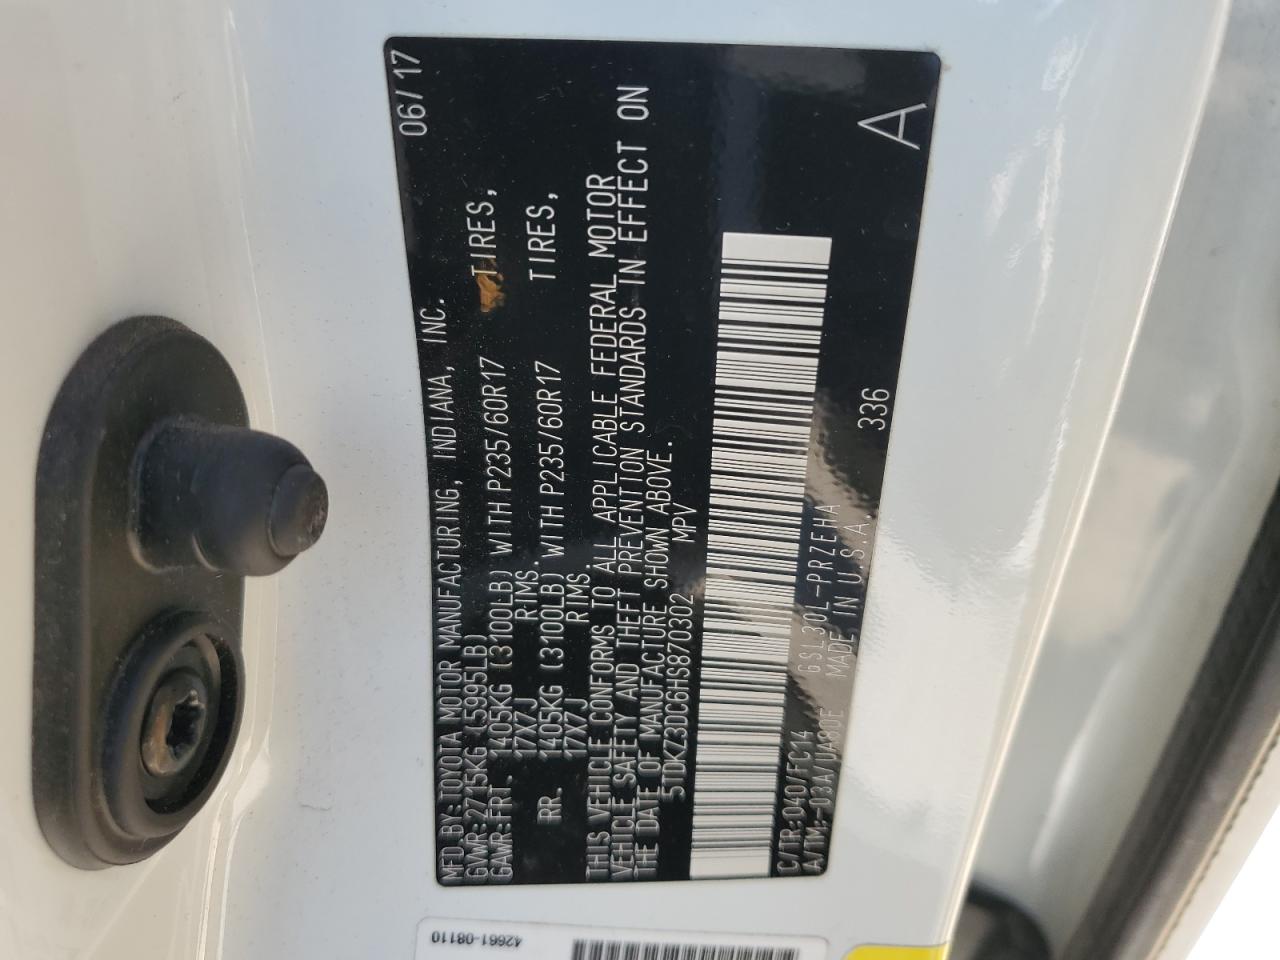 MFD BY: TOYOTA MOTOR MANUFACTURING, INDIANA, INC. 06/17
GVWR: 2715KG (5995LB)
GAWR: FRT. 1405KG (3100LB) WITH P235/60R17 TIRES,
17X7J RIMS.
RR. 1405KG (3100LB) WITH P235/60R17 TIRES,
17X7J RIMS.
THIS VEHICLE CONFORMS TO ALL APPLICABLE FEDERAL MOTOR
VEHICLE SAFETY AND THEFT PREVENTION STANDARDS IN EFFECT ON
THE DATE OF MANUFACTURE SHOWN ABOVE.
5TDKZ3DC6HS870302 MPV
C/TR: 040/FC14 GSL30L-PRZEHA 336 A
A/TM: -03A/UA80E MADE IN U.S.A.
42661-08110